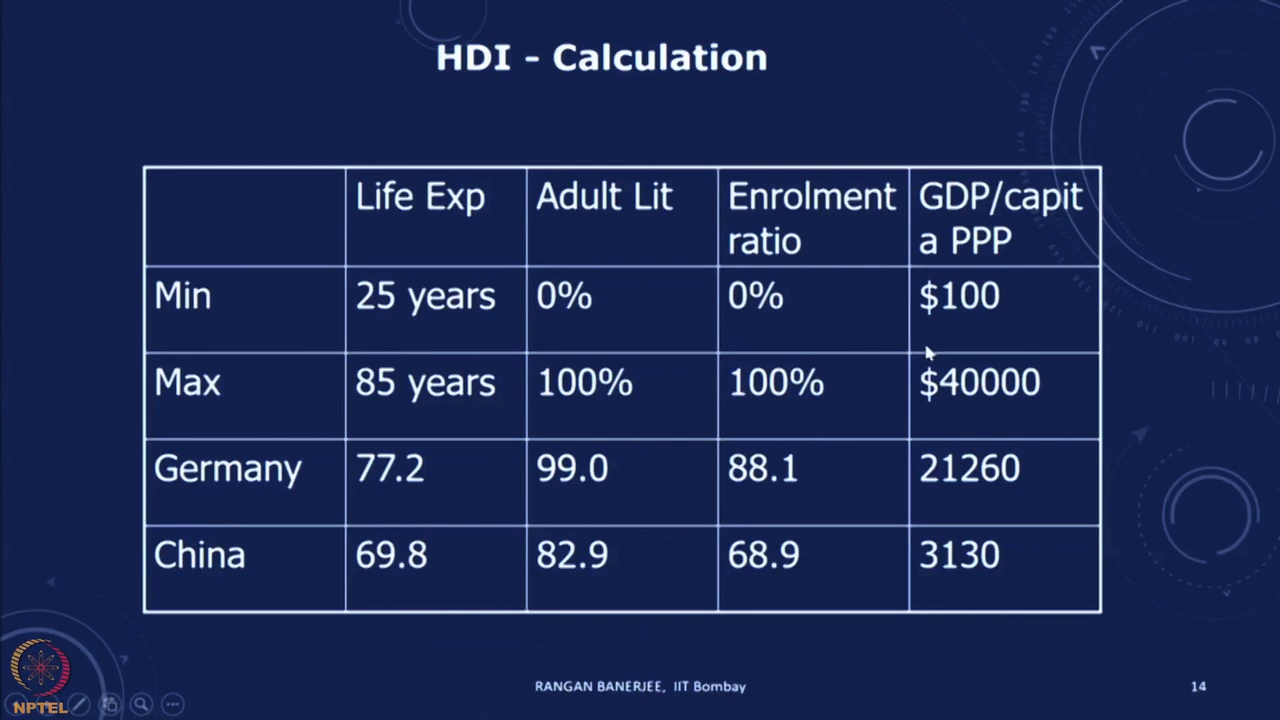 HDI - Calculation
Life Exp Adult Lit Enrolment ratio GDP/capit a PPP
Min 25 years 0% 0% $100
Max 85 years 100% 100% $40000
Germany 77.2 99.0 88.1 21260
China 69.8 82.9 68.9 3130
RANGAN BANERJEE, IIT Bombay
14
NPTEL